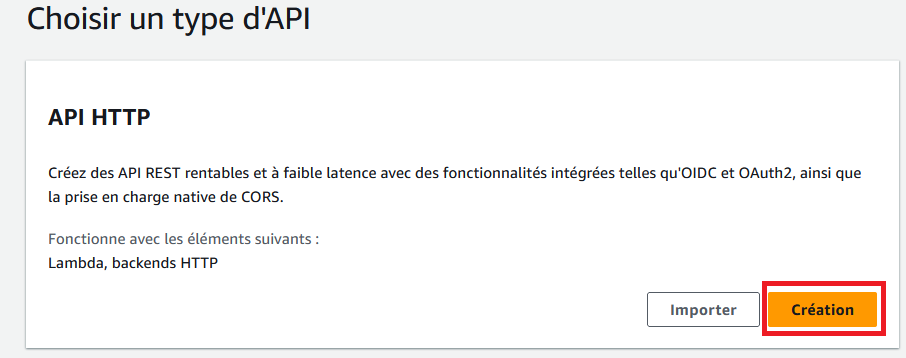 Choisir un type d'API
API HTTP
Créez des API REST rentables et à faible latence avec des fonctionnalités intégrées telles qu'OIDC et OAuth2, ainsi que
la prise en charge native de CORS.
Fonctionne avec les éléments suivants :
Lambda, backends HTTP
Importer
Création